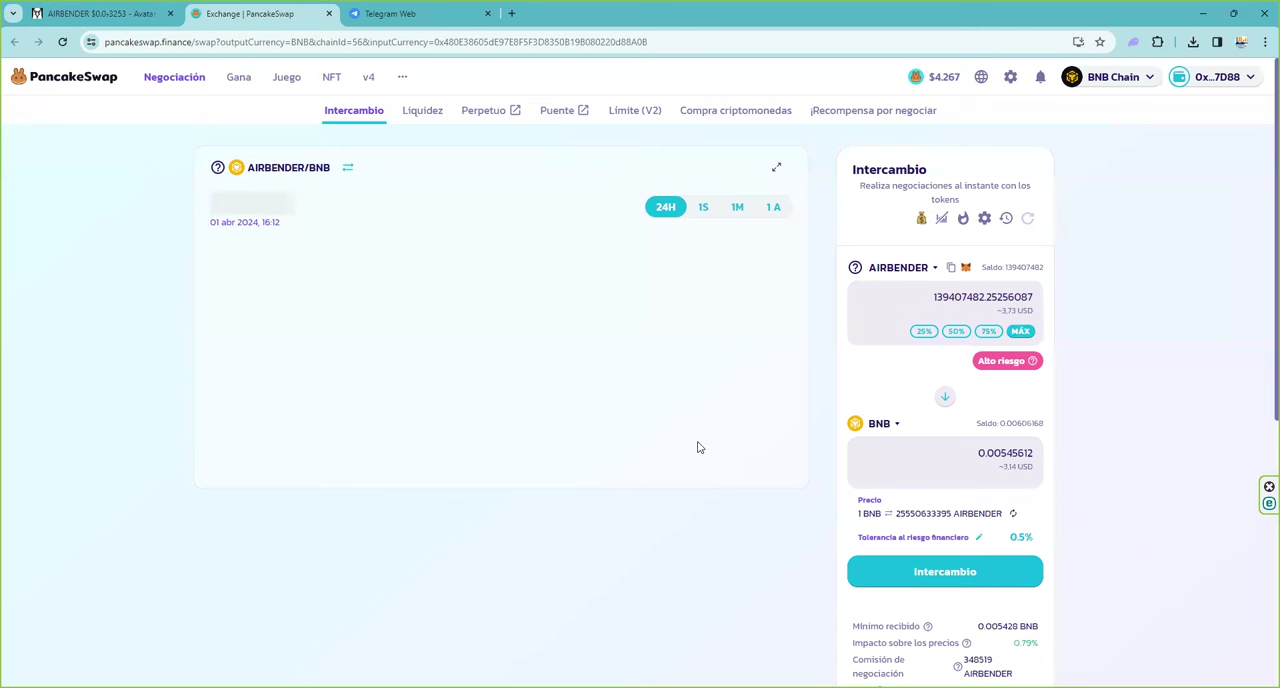 AIRBENDER $0.0₅3253 - Avatar
Exchange | PancakeSwap
Telegram Web
pancakeswap.finance/swap?outputCurrency=BNB&chainId=56&inputCurrency=0x480E38605dE97E8F5F3D8350B19B080220d88A0B
PancakeSwap
Negociación
Gana
Juego
NFT
v4
$4.267
BNB Chain
0x...7D88
Intercambio
Liquidez
Perpetuo
Puente
Límite (V2)
Compra criptomonedas
¡Recompensa por negociar
AIRBENDER/BNB
01 abr 2024, 16:12
24H
1S
1M
1 A
Intercambio
Realiza negociaciones al instante con los
tokens
AIRBENDER
Saldo: 139407482
139407482.25256087
~3,73 USD
25%
50%
75%
MÁX
Alto riesgo
BNB
Saldo: 0.00606168
0.00545612
~3,14 USD
Precio
1 BNB ⇌ 25550633395 AIRBENDER
Tolerancia al riesgo financiero
0.5%
Intercambio
Mínimo recibido
0.005428 BNB
Impacto sobre los precios
0.79%
Comisión de
negociación
348519
AIRBENDER